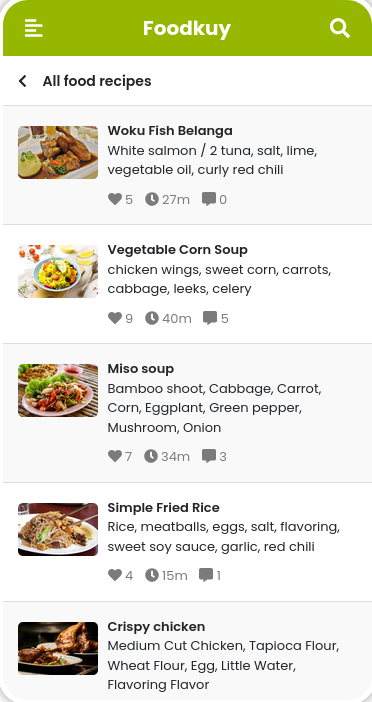 Foodkuy
All food recipes
Woku Fish Belanga
White salmon / 2 tuna, salt, lime,
vegetable oil, curly red chili
5 27m 0
Vegetable Corn Soup
chicken wings, sweet corn, carrots,
cabbage, leeks, celery
9 40m 5
Miso soup
Bamboo shoot, Cabbage, Carrot,
Corn, Eggplant, Green pepper,
Mushroom, Onion
7 34m 3
Simple Fried Rice
Rice, meatballs, eggs, salt, flavoring,
sweet soy sauce, garlic, red chili
4 15m 1
Crispy chicken
Medium Cut Chicken, Tapioca Flour,
Wheat Flour, Egg, Little Water,
Flavoring Flavor